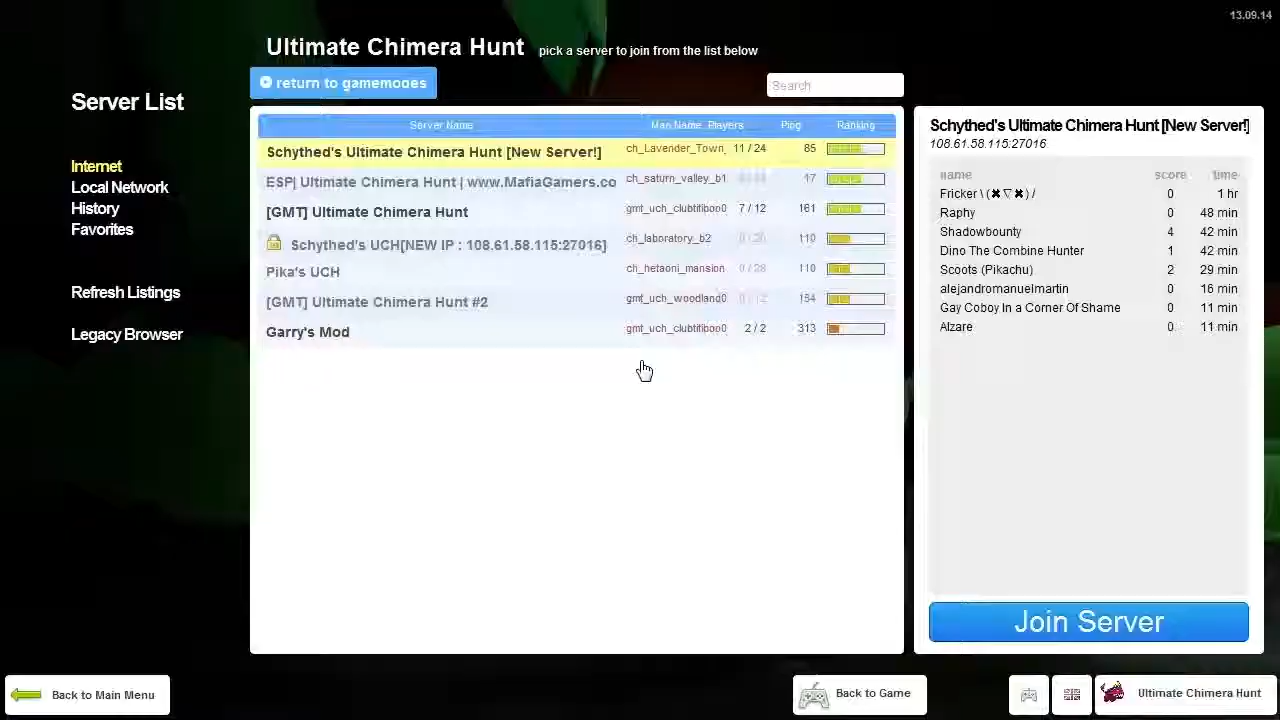 13.09.14
Ultimate Chimera Hunt pick a server to join from the list below
return to gamemodes
Search
Server List
Internet
Local Network
History
Favorites
Refresh Listings
Legacy Browser
Server Name Map Name Players Ping Ranking
Schythed's Ultimate Chimera Hunt [New Server!] ch_Lavender_Town_ 11 / 24 85
ESP| Ultimate Chimera Hunt | www.MafiaGamers.co ch_saturn_valley_b1 17
[GMT] Ultimate Chimera Hunt gmt_uch_clubtitiboo0 7 / 12 161
Schythed's UCH[NEW IP : 108.61.58.115:27016] ch_laboratory_b2 110
Pika's UCH ch_hetaoni_mansion 0 / 28 110
[GMT] Ultimate Chimera Hunt #2 gmt_uch_woodland0 0 / 12 154
Garry's Mod gmt_uch_clubtitiboo0 2 / 2 313
Schythed's Ultimate Chimera Hunt [New Server!]
108.61.58.115:27016
name score time
Fricker \ (✖▽✖) / 0 1 hr
Raphy 0 48 min
Shadowbounty 4 42 min
Dino The Combine Hunter 1 42 min
Scoots (Pikachu) 2 29 min
alejandromanuelmartin 0 16 min
Gay Coboy In a Corner Of Shame 0 11 min
Alzare 0 11 min
Join Server
Back to Main Menu
Back to Game
Ultimate Chimera Hunt